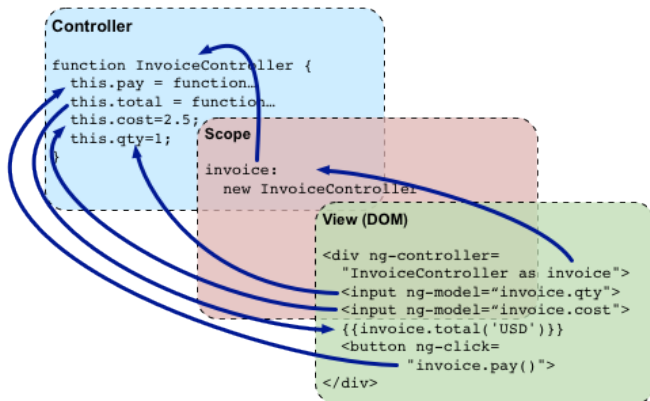 Controller
function InvoiceController {
this.pay = function…
this.total = function…
this.cost=2.5;
this.qty=1;
}
Scope
invoice:
new InvoiceController
View (DOM)
<div ng-controller=
"InvoiceController as invoice">
<input ng-model=“invoice.qty">
<input ng-model=“invoice.cost">
{{invoice.total('USD')}}
<button ng-click=
"invoice.pay()">
</div>